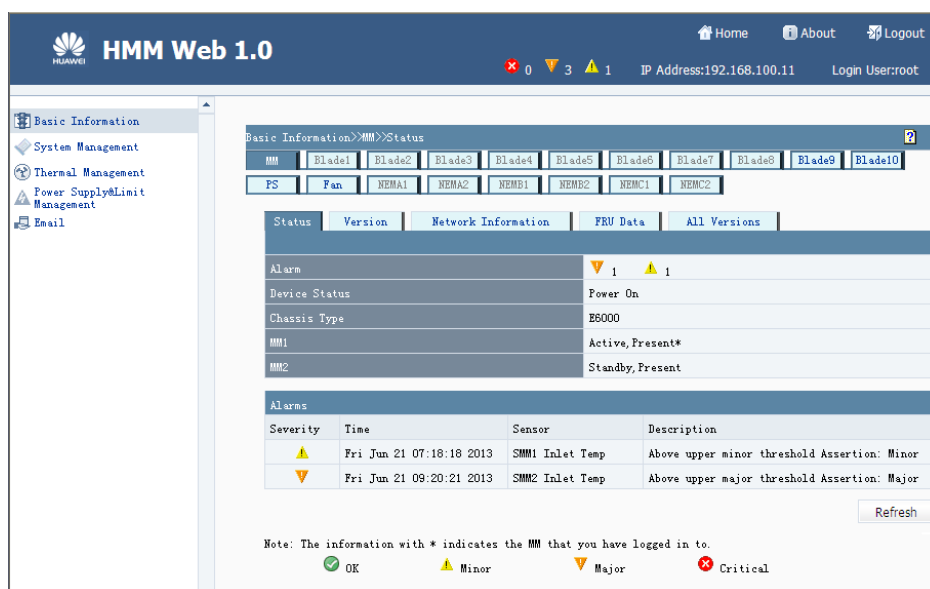 Home About Logout
HUAWEI HMM Web 1.0
0 3 1 IP Address:192.168.100.11 Login User:root
Basic Information
System Management
Thermal Management
Power Supply&Limit
Management
Email
Basic Information>>MM>>Status ?
MM Blade1 Blade2 Blade3 Blade4 Blade5 Blade6 Blade7 Blade8 Blade9 Blade10
PS Fan NEMA1 NEMA2 NEMB1 NEMB2 NEMC1 NEMC2
Status Version Network Information FRU Data All Versions
Alarm 1 1
Device Status Power On
Chassis Type E6000
MM1 Active,Present*
MM2 Standby,Present
Alarms
Severity Time Sensor Description
Fri Jun 21 07:18:18 2013 SMM1 Inlet Temp Above upper minor threshold Assertion: Minor
Fri Jun 21 09:20:21 2013 SMM2 Inlet Temp Above upper major threshold Assertion: Major
Refresh
Note: The information with * indicates the MM that you have logged in to.
OK Minor Major Critical